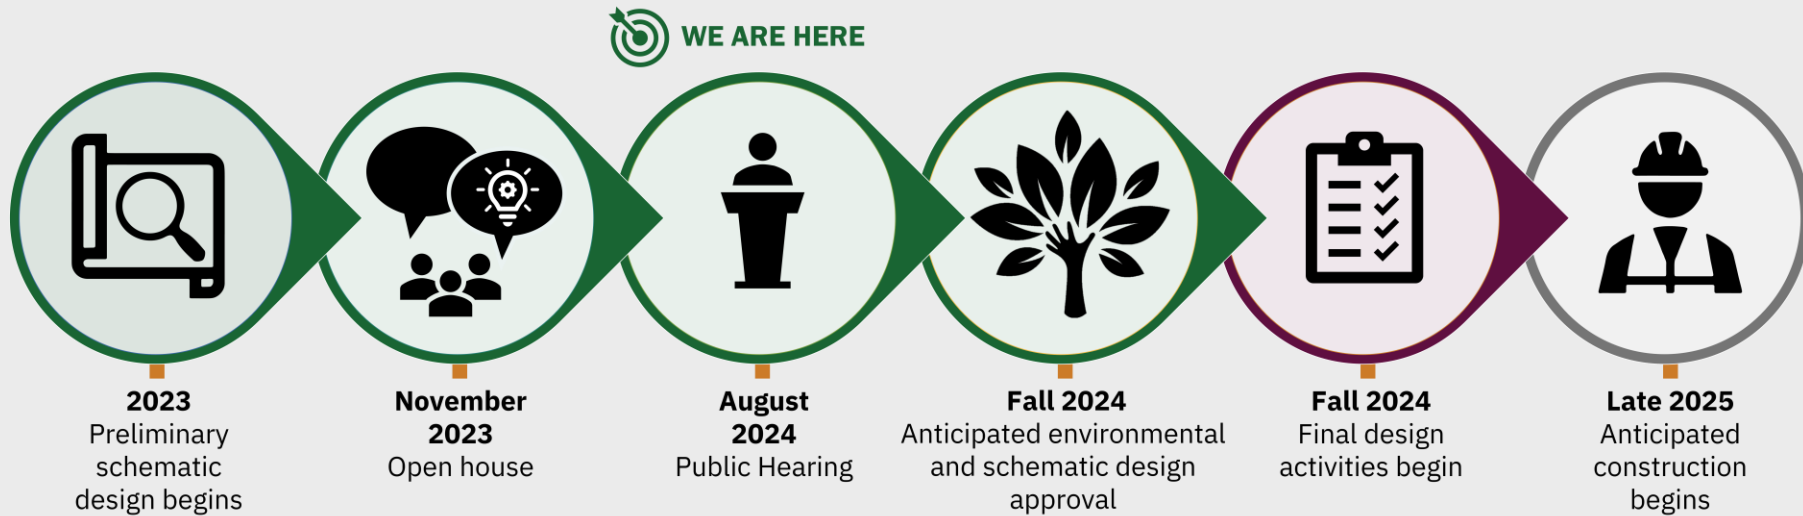 WE ARE HERE
2023
Preliminary
schematic
design begins
November
2023
Open house
August
2024
Public Hearing
Fall 2024
Anticipated environmental
and schematic design
approval
Fall 2024
Final design
activities begin
Late 2025
Anticipated
construction
begins